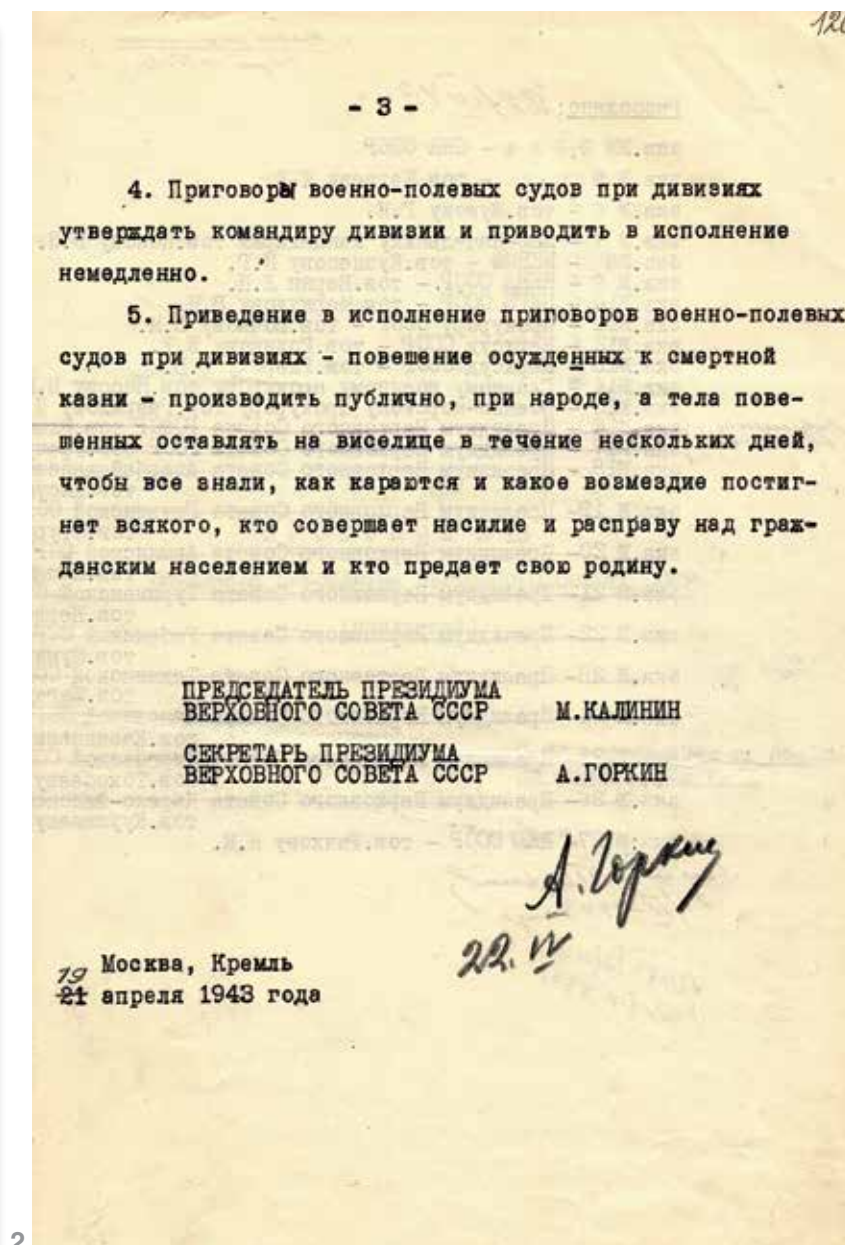 120
- 3 -
4. Приговоры военно-полевых судов при дивизиях
утверждать командиру дивизии и приводить в исполнение
немедленно.
5. Приведение в исполнение приговоров военно-полевых
судов при дивизиях - повешение осужденных к смертной
казни - производить публично, при народе, а тела пове-
шенных оставлять на виселице в течение нескольких дней,
чтобы все знали, как караются и какое возмездие постиг-
нет всякого, кто совершает насилие и расправу над граж-
данским населением и кто предает свою родину.
ПРЕДСЕДАТЕЛЬ ПРЕЗИДИУМА
ВЕРХОВНОГО СОВЕТА СССР М.КАЛИНИН
СЕКРЕТАРЬ ПРЕЗИДИУМА
ВЕРХОВНОГО СОВЕТА СССР А.ГОРКИН
А. Горкин
22. IV
Москва, Кремль
19
21 апреля 1943 года
2